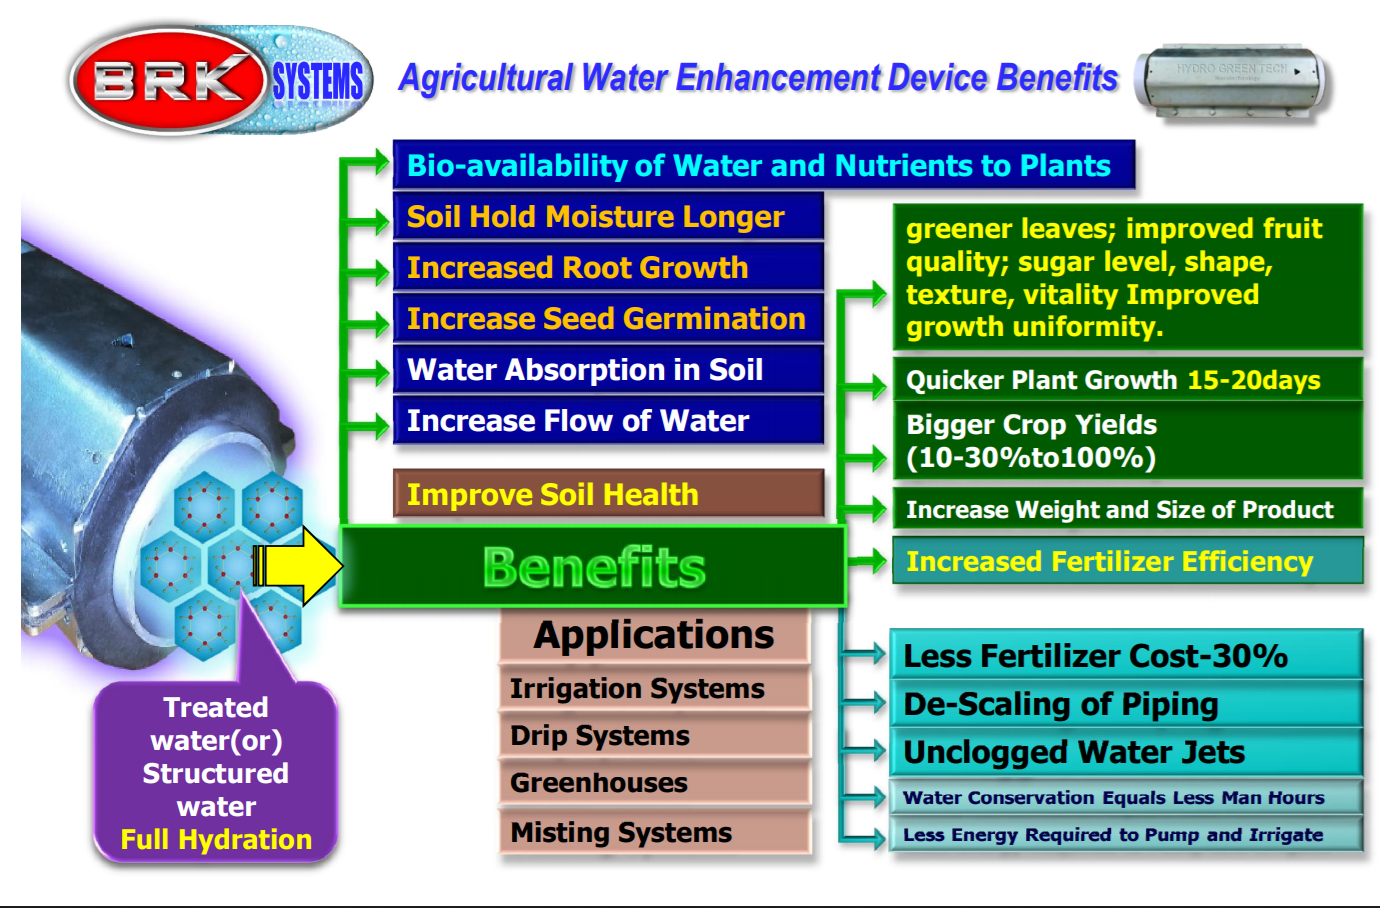 BRK
SYSTEMS
Agricultural Water Enhancement Device Benefits
HYDRO GREEN TECH
Bio-availability of Water and Nutrients to Plants
Soil Hold Moisture Longer
Increased Root Growth
Increase Seed Germination
Water Absorption in Soil
Increase Flow of Water
Improve Soil Health
Benefits
greener leaves; improved fruit
quality; sugar level, shape,
texture, vitality Improved
growth uniformity.
Quicker Plant Growth 15-20days
Bigger Crop Yields
(10-30%to100%)
Increase Weight and Size of Product
Increased Fertilizer Efficiency
Applications
Irrigation Systems
Drip Systems
Greenhouses
Misting Systems
Less Fertilizer Cost-30%
De-Scaling of Piping
Unclogged Water Jets
Water Conservation Equals Less Man Hours
Less Energy Required to Pump and Irrigate
Treated
water(or)
Structured
water
Full Hydration